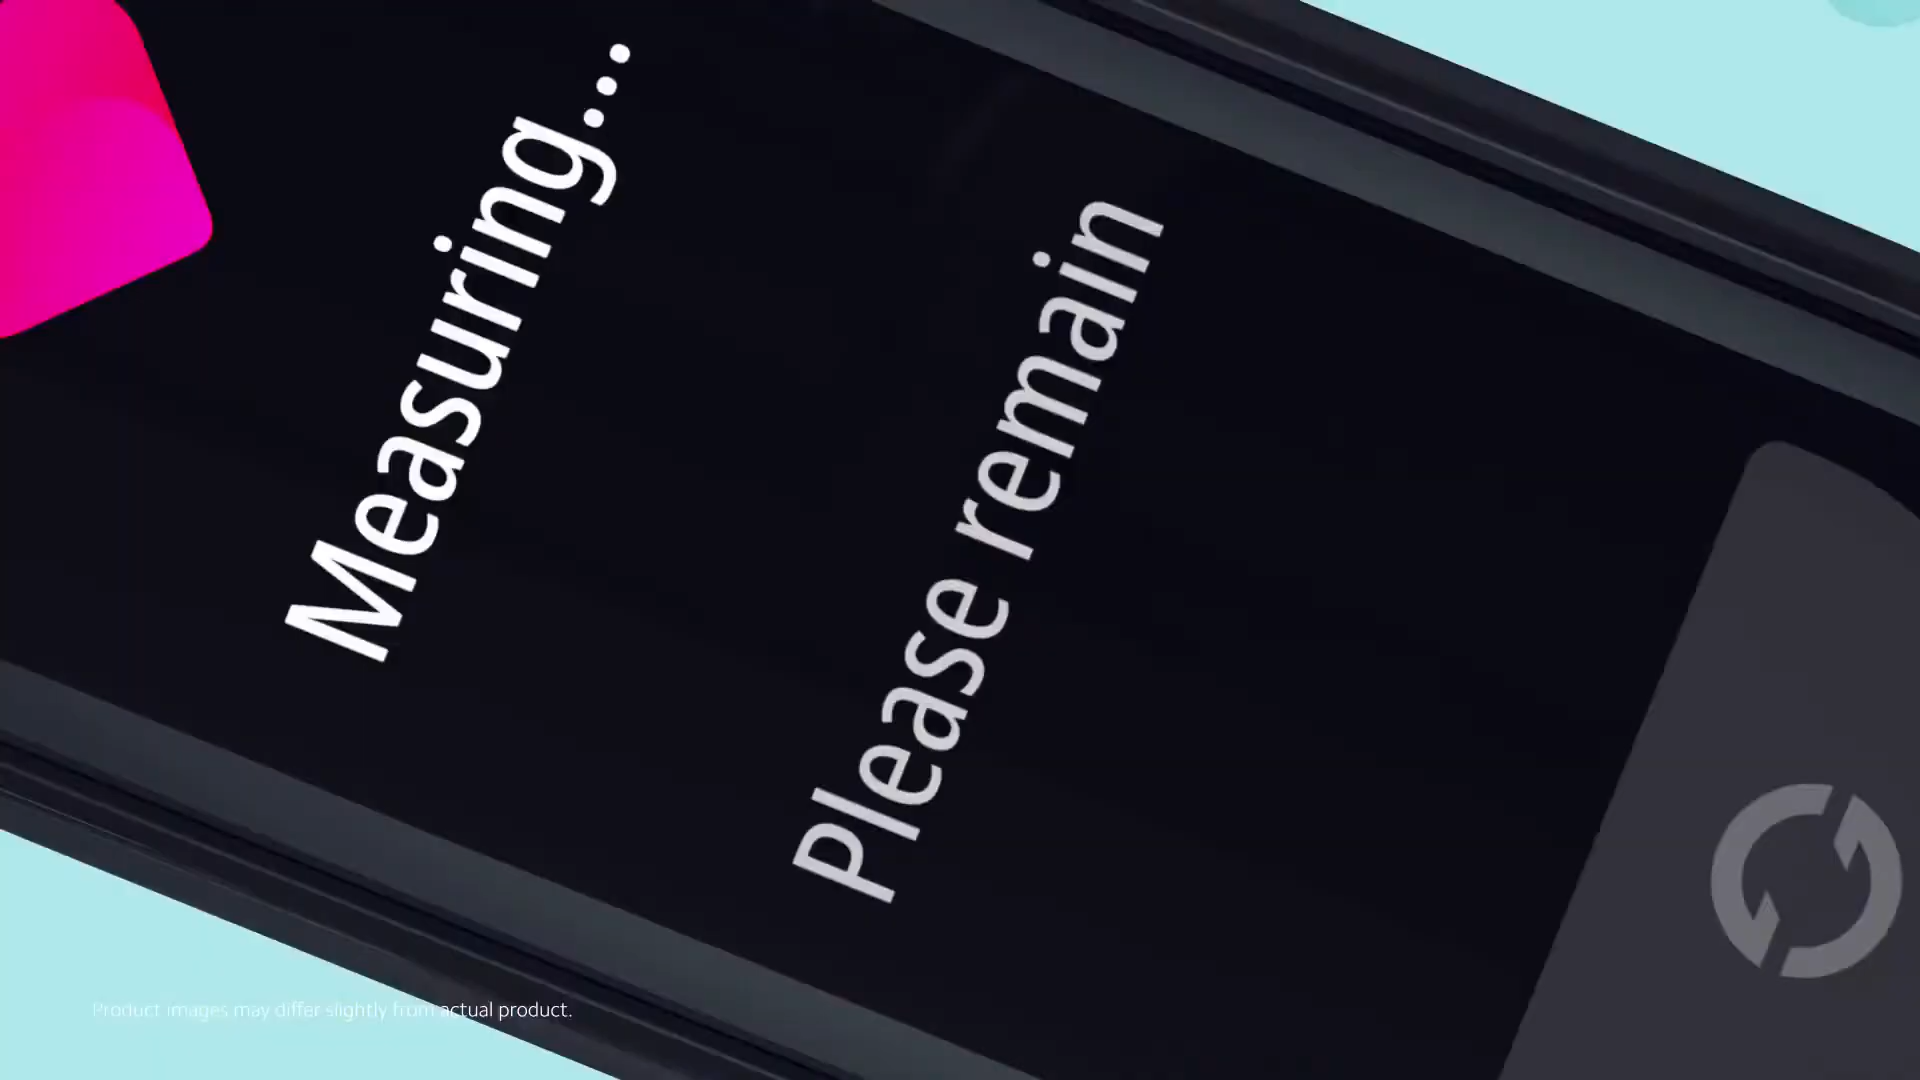 Measuring...
Please remain
Product images may differ slightly from actual product.